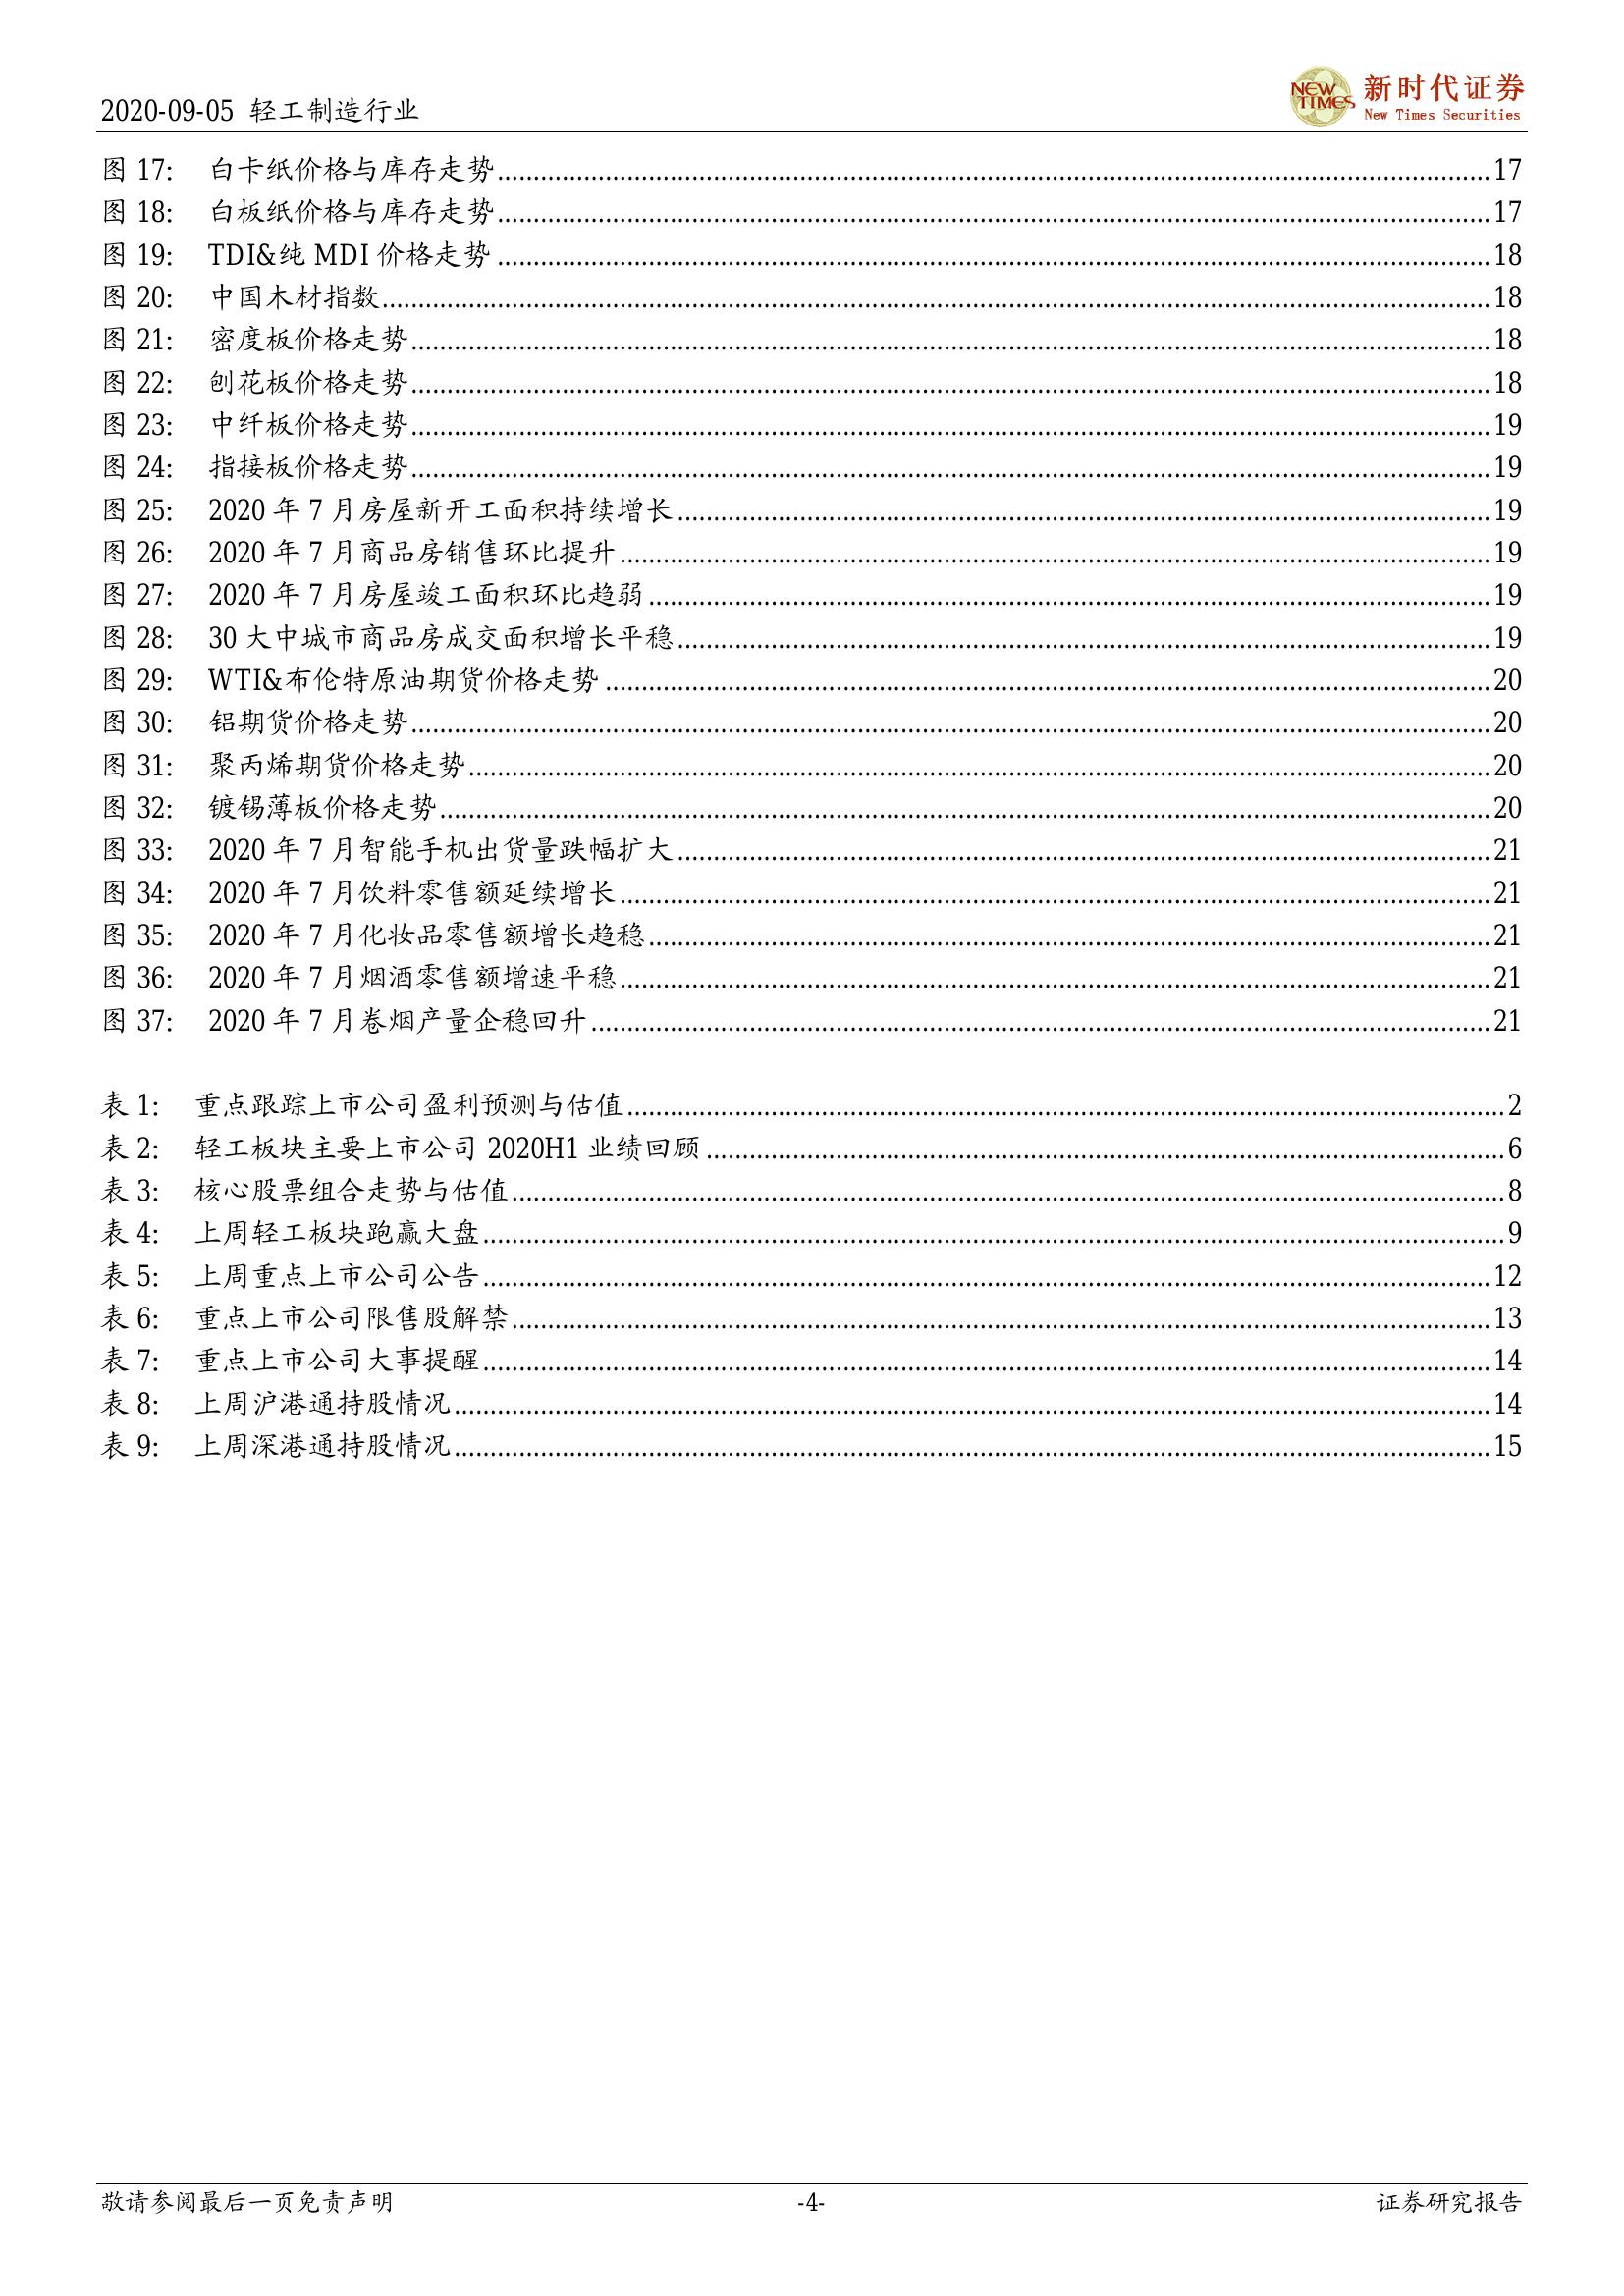 2020-09-05 轻工制造行业
NEW TIMES 新时代证券
New Times Securities
图 17: 白卡纸价格与库存走势 17
图 18: 白板纸价格与库存走势 17
图 19: TDI&纯 MDI 价格走势 18
图 20: 中国木材指数 18
图 21: 密度板价格走势 18
图 22: 刨花板价格走势 18
图 23: 中纤板价格走势 19
图 24: 指接板价格走势 19
图 25: 2020 年 7 月房屋新开工面积持续增长 19
图 26: 2020 年 7 月商品房销售环比提升 19
图 27: 2020 年 7 月房屋竣工面积环比趋弱 19
图 28: 30 大中城市商品房成交面积增长平稳 19
图 29: WTI&布伦特原油期货价格走势 20
图 30: 铝期货价格走势 20
图 31: 聚丙烯期货价格走势 20
图 32: 镀锡薄板价格走势 20
图 33: 2020 年 7 月智能手机出货量跌幅扩大 21
图 34: 2020 年 7 月饮料零售额延续增长 21
图 35: 2020 年 7 月化妆品零售额增长趋稳 21
图 36: 2020 年 7 月烟酒零售额增速平稳 21
图 37: 2020 年 7 月卷烟产量企稳回升 21
表 1: 重点跟踪上市公司盈利预测与估值 2
表 2: 轻工板块主要上市公司 2020H1 业绩回顾 6
表 3: 核心股票组合走势与估值 8
表 4: 上周轻工板块跑赢大盘 9
表 5: 上周重点上市公司公告 12
表 6: 重点上市公司限售股解禁 13
表 7: 重点上市公司大事提醒 14
表 8: 上周沪港通持股情况 14
表 9: 上周深港通持股情况 15
敬请参阅最后一页免责声明 -4- 证券研究报告